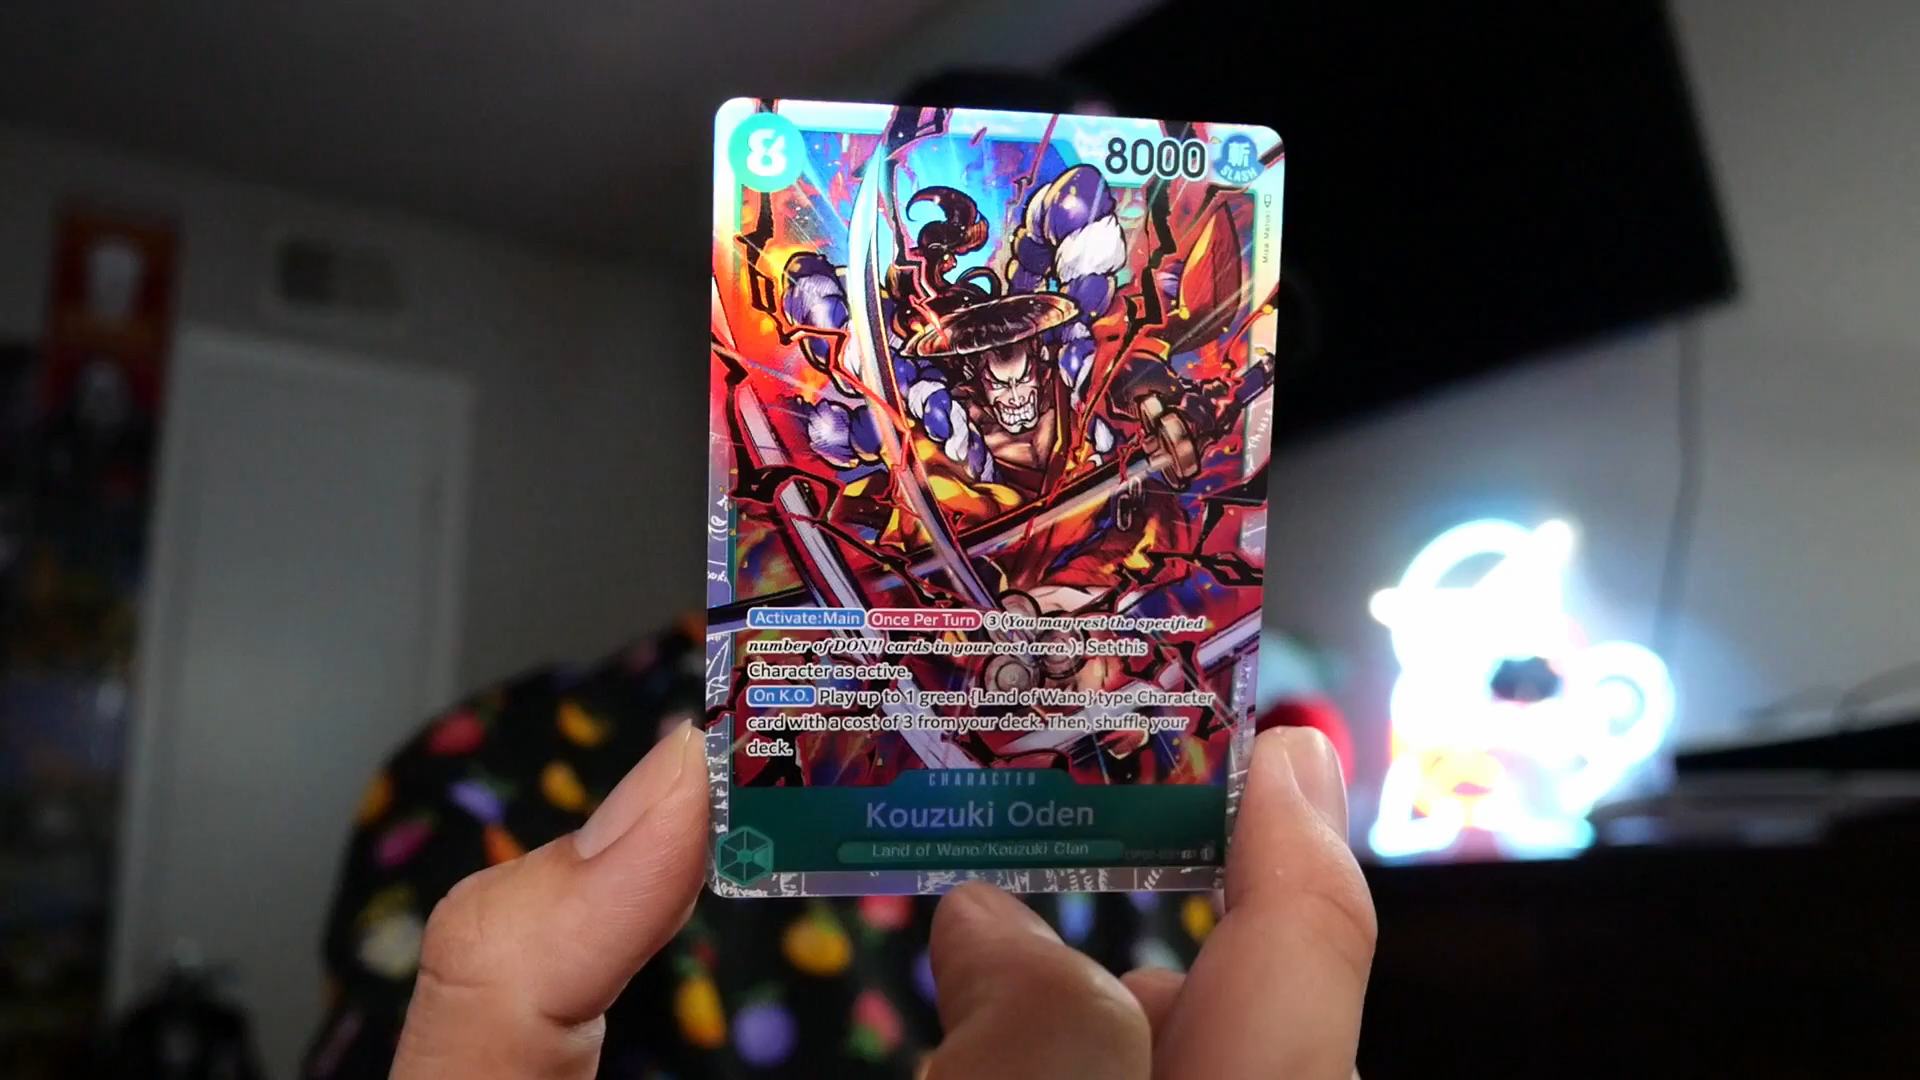 8
8000
斬
SLASH
Activate:Main Once Per Turn ③(You may rest the specified
number of DON!! cards in your cost area.): Set this
Character as active.
On K.O. Play up to 1 green {Land of Wano} type Character
card with a cost of 3 from your deck. Then, shuffle your
deck.
CHARACTER
Kouzuki Oden
Land of Wano/Kouzuki Clan